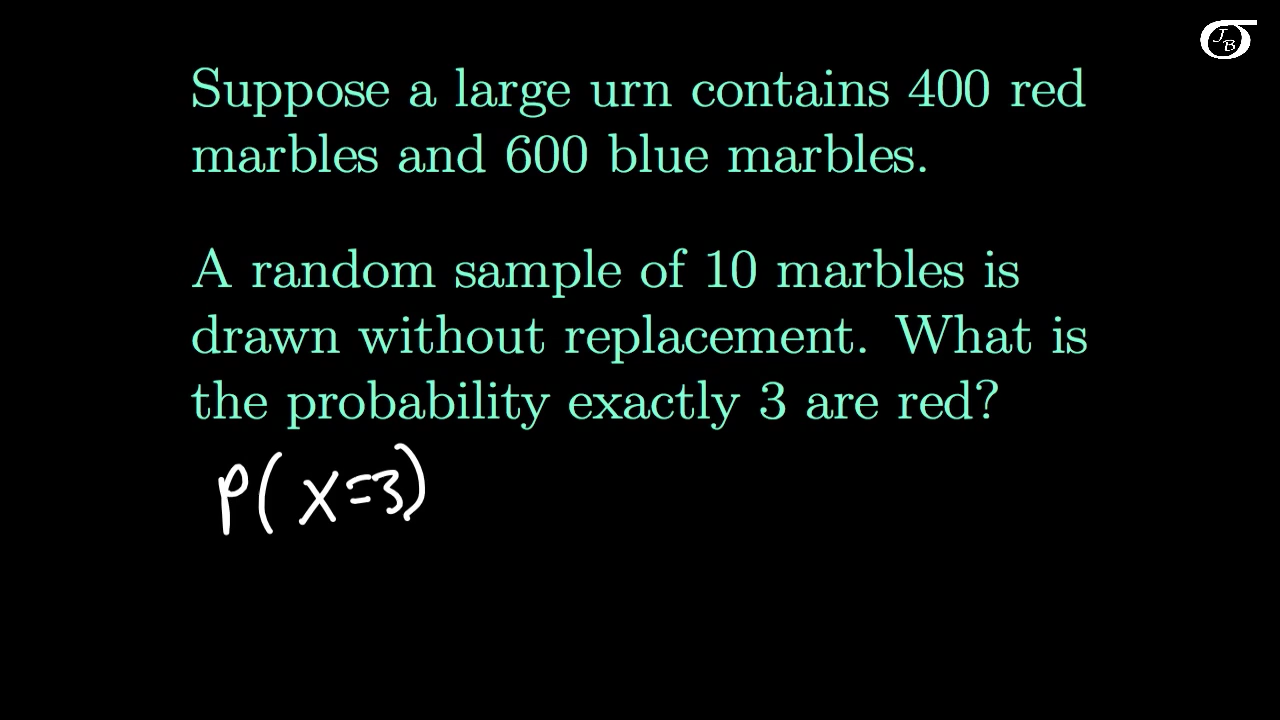 JB
Suppose a large urn contains 400 red
marbles and 600 blue marbles.
A random sample of 10 marbles is
drawn without replacement. What is
the probability exactly 3 are red?
P(X=3)